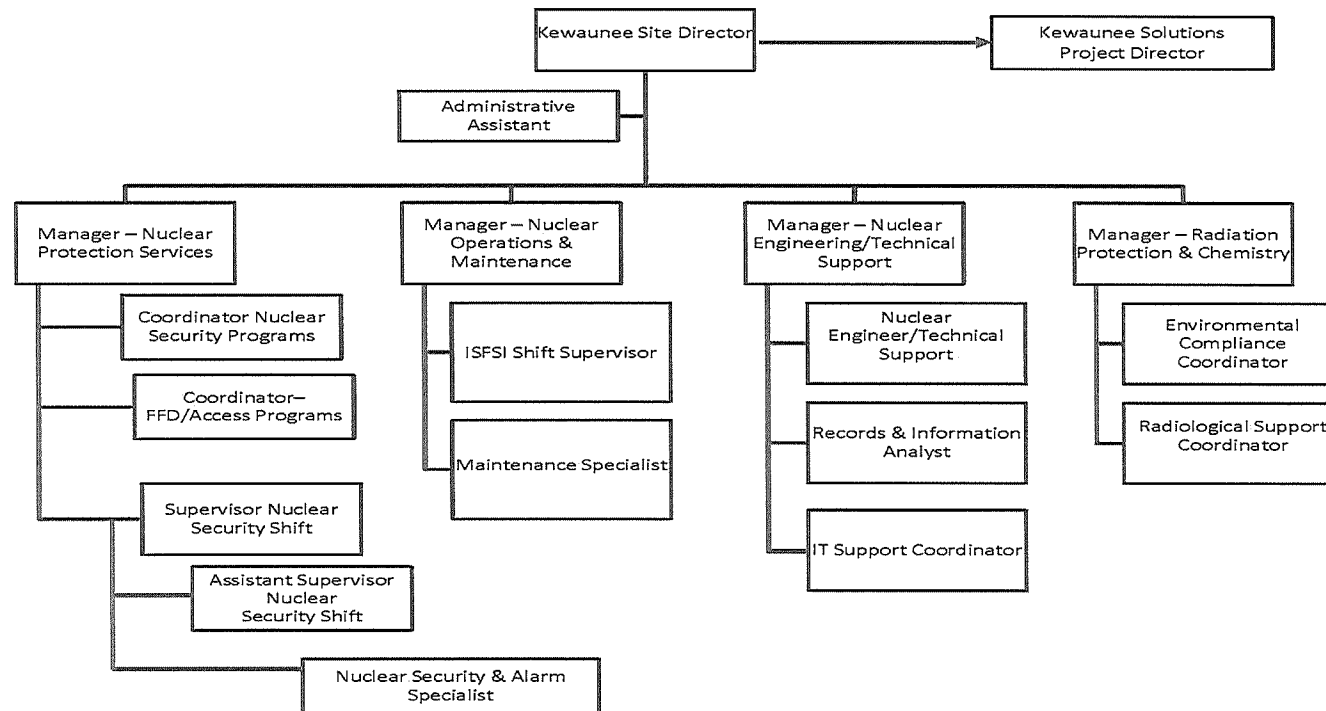 Kewaunee Site Director
Kewaunee Solutions
Project Director
Administrative
Assistant
Manager – Nuclear
Protection Services
Manager – Nuclear
Operations &
Maintenance
Manager – Nuclear
Engineering/Technical
Support
Manager – Radiation
Protection & Chemistry
Coordinator Nuclear
Security Programs
Coordinator–
FFD/Access Programs
Supervisor Nuclear
Security Shift
Assistant Supervisor
Nuclear
Security Shift
Nuclear Security & Alarm
Specialist
ISFSI Shift Supervisor
Maintenance Specialist
Nuclear
Engineer/Technical
Support
Records & Information
Analyst
IT Support Coordinator
Environmental
Compliance
Coordinator
Radiological Support
Coordinator